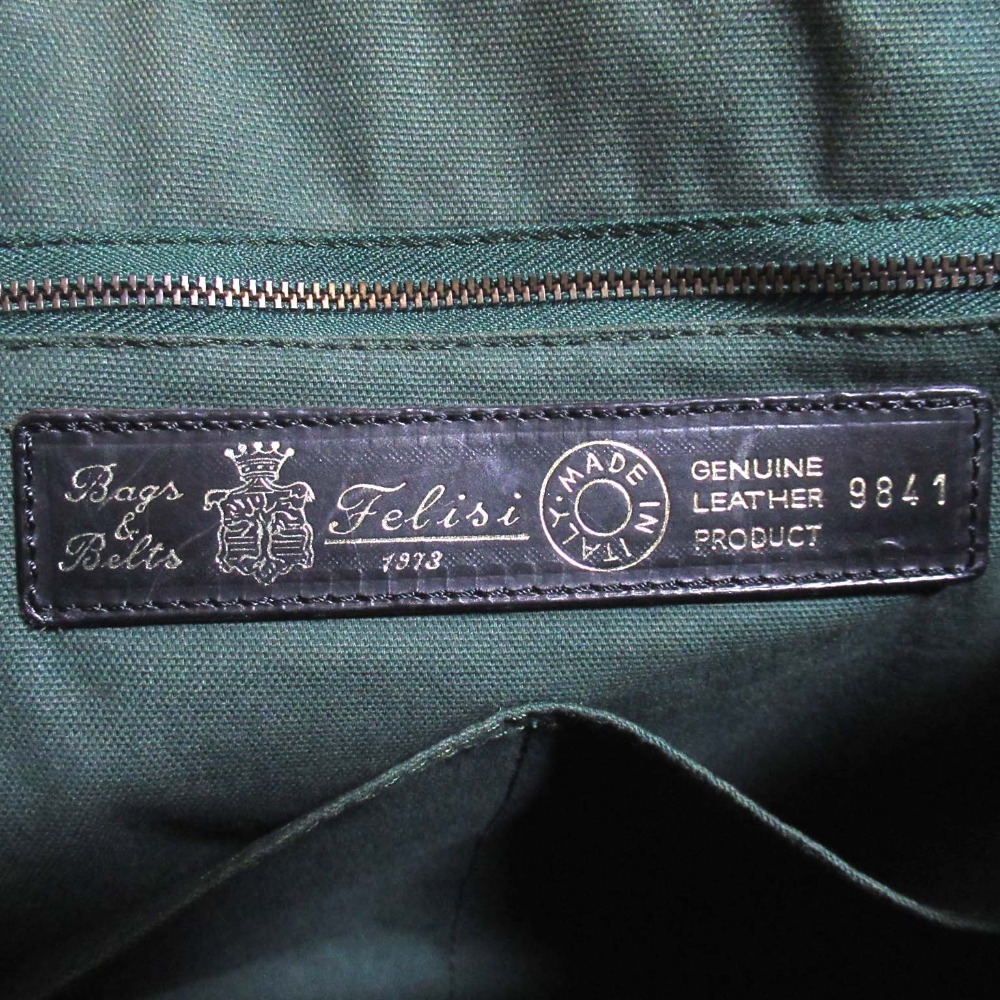 Bags
&
Belts
Felisi
1973
MADE IN ITALY
GENUINE
LEATHER
PRODUCT
9841